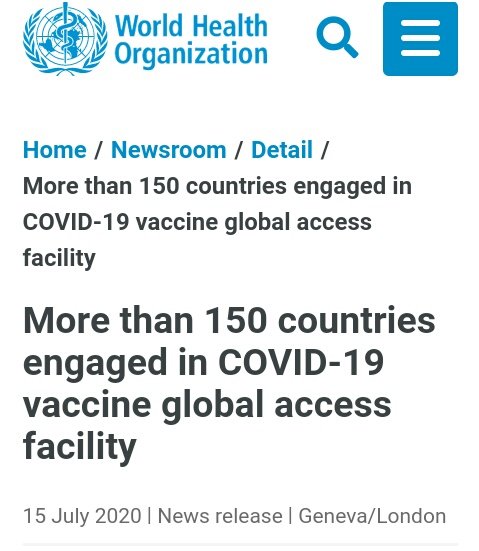 World Health
Organization
Home / Newsroom / Detail /
More than 150 countries engaged in
COVID-19 vaccine global access
facility
More than 150 countries
engaged in COVID-19
vaccine global access
facility
15 July 2020 | News release | Geneva/London